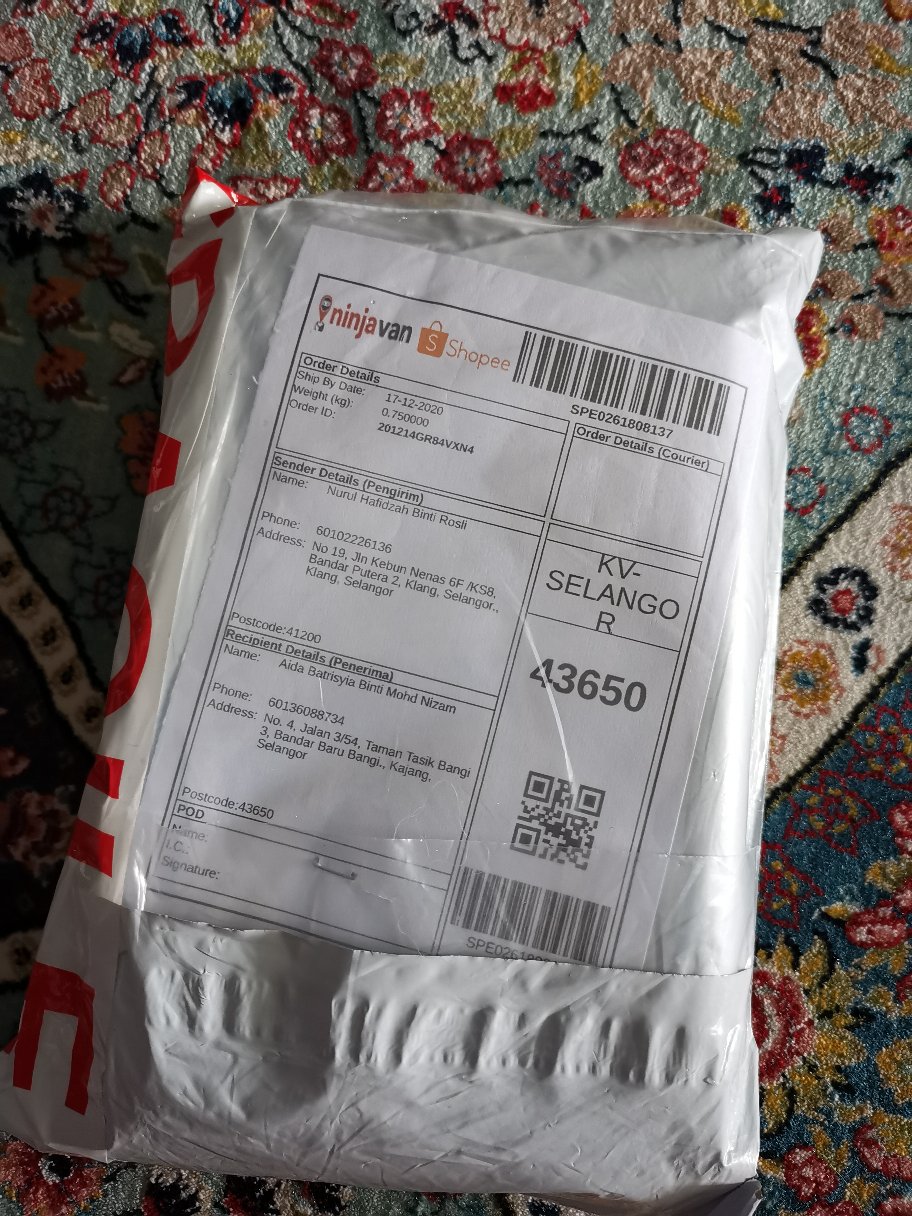 ninjavan Shopee
SPE0261808137
Order Details
Ship By Date: 17-12-2020
Weight (kg): 0.750000
Order ID: 201214GR84VXN4
Order Details (Courier)
Sender Details (Pengirim)
Name: Nurul Hafidzah Binti Rosli
Phone: 60102226136
Address: No 19, Jln Kebun Nenas 6F /KS8,
Bandar Putera 2, Klang, Selangor.,
Klang, Selangor
Postcode:41200
KV-
SELANGO
R
Recipient Details (Penerima)
Name: Aida Batrisyia Binti Mohd Nizam
Phone: 60136088734
Address: No. 4, Jalan 3/54, Taman Tasik Bangi
3, Bandar Baru Bangi., Kajang,
Selangor
Postcode:43650
43650
POD
Name:
I.C.:
Signature: